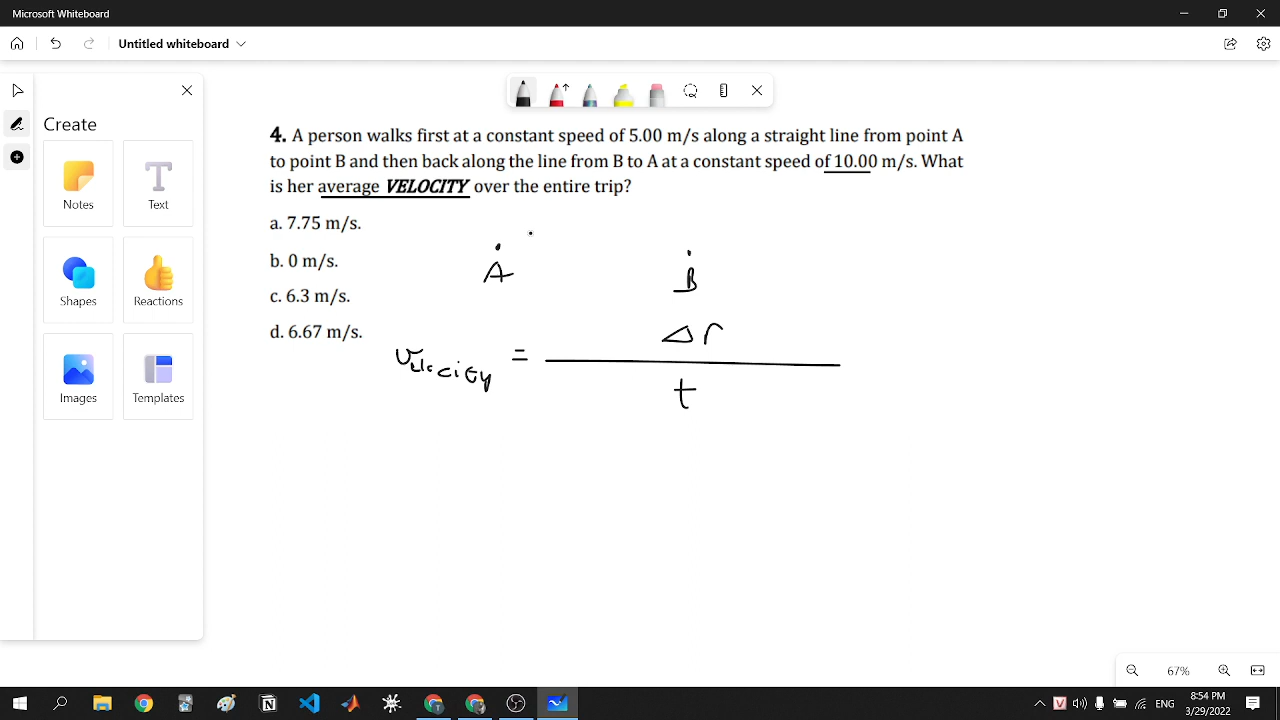 Microsoft Whiteboard
Untitled whiteboard
Create
Notes
Text
Shapes
Reactions
Images
Templates
4. A person walks first at a constant speed of 5.00 m/s along a straight line from point A
to point B and then back along the line from B to A at a constant speed of 10.00 m/s. What
is her average VELOCITY over the entire trip?
a. 7.75 m/s.
b. 0 m/s.
c. 6.3 m/s.
d. 6.67 m/s.
A B
Δr
velocity =
t
67%
ENG
8:54 PM
3/29/2022